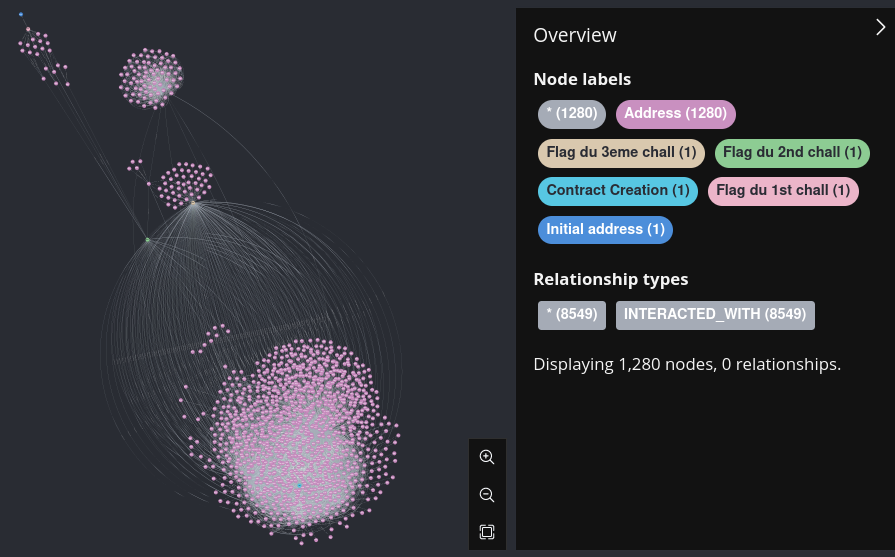 Overview
Node labels
* (1280) Address (1280)
Flag du 3eme chall (1) Flag du 2nd chall (1)
Contract Creation (1) Flag du 1st chall (1)
Initial address (1)
Relationship types
* (8549) INTERACTED_WITH (8549)
Displaying 1,280 nodes, 0 relationships.